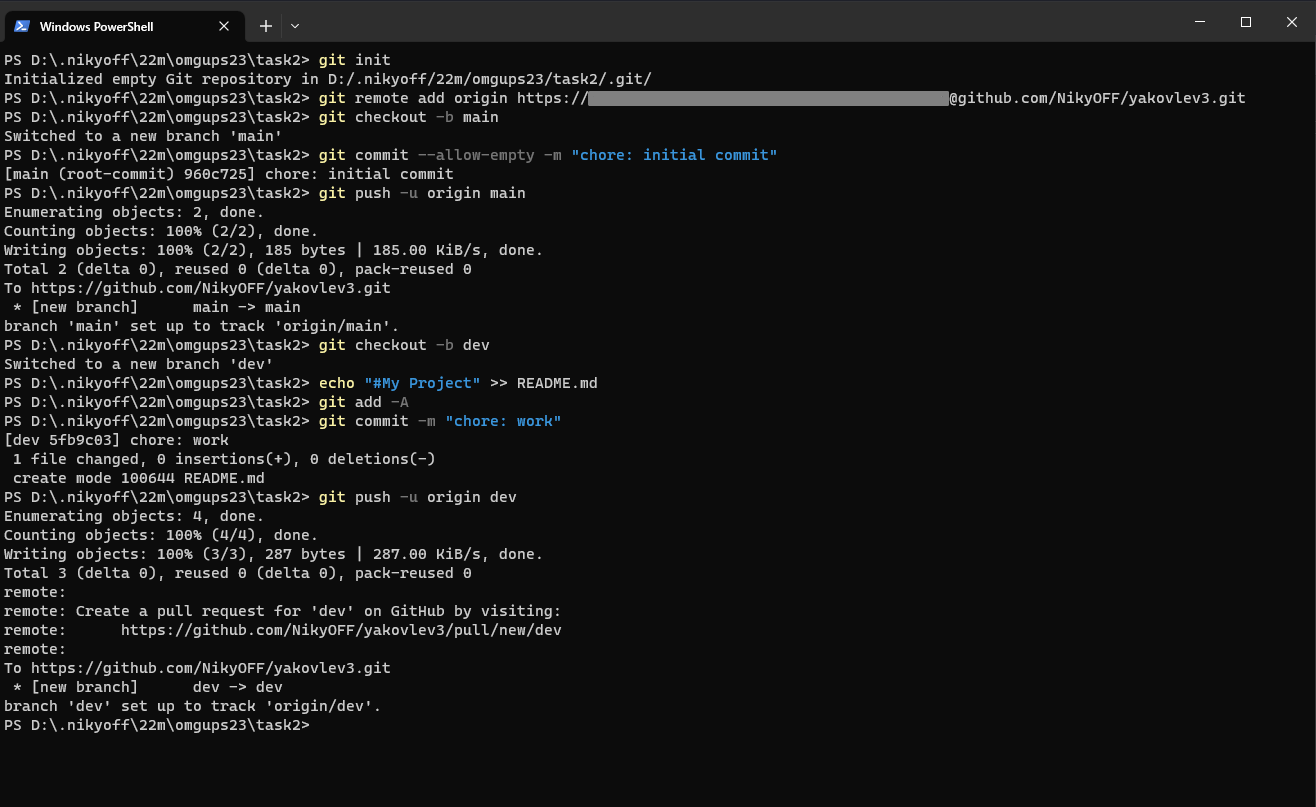 Windows PowerShell
PS D:\.nikyoff\22m\omgups23\task2> git init
Initialized empty Git repository in D:/.nikyoff/22m/omgups23/task2/.git/
PS D:\.nikyoff\22m\omgups23\task2> git remote add origin https://@github.com/NikyOFF/yakovlev3.git
PS D:\.nikyoff\22m\omgups23\task2> git checkout -b main
Switched to a new branch 'main'
PS D:\.nikyoff\22m\omgups23\task2> git commit --allow-empty -m "chore: initial commit"
[main (root-commit) 960c725] chore: initial commit
PS D:\.nikyoff\22m\omgups23\task2> git push -u origin main
Enumerating objects: 2, done.
Counting objects: 100% (2/2), done.
Writing objects: 100% (2/2), 185 bytes | 185.00 KiB/s, done.
Total 2 (delta 0), reused 0 (delta 0), pack-reused 0
To https://github.com/NikyOFF/yakovlev3.git
 * [new branch]      main -> main
branch 'main' set up to track 'origin/main'.
PS D:\.nikyoff\22m\omgups23\task2> git checkout -b dev
Switched to a new branch 'dev'
PS D:\.nikyoff\22m\omgups23\task2> echo "#My Project" >> README.md
PS D:\.nikyoff\22m\omgups23\task2> git add -A
PS D:\.nikyoff\22m\omgups23\task2> git commit -m "chore: work"
[dev 5fb9c03] chore: work
 1 file changed, 0 insertions(+), 0 deletions(-)
 create mode 100644 README.md
PS D:\.nikyoff\22m\omgups23\task2> git push -u origin dev
Enumerating objects: 4, done.
Counting objects: 100% (4/4), done.
Writing objects: 100% (3/3), 287 bytes | 287.00 KiB/s, done.
Total 3 (delta 0), reused 0 (delta 0), pack-reused 0
remote:
remote: Create a pull request for 'dev' on GitHub by visiting:
remote:      https://github.com/NikyOFF/yakovlev3/pull/new/dev
remote:
To https://github.com/NikyOFF/yakovlev3.git
 * [new branch]      dev -> dev
branch 'dev' set up to track 'origin/dev'.
PS D:\.nikyoff\22m\omgups23\task2>